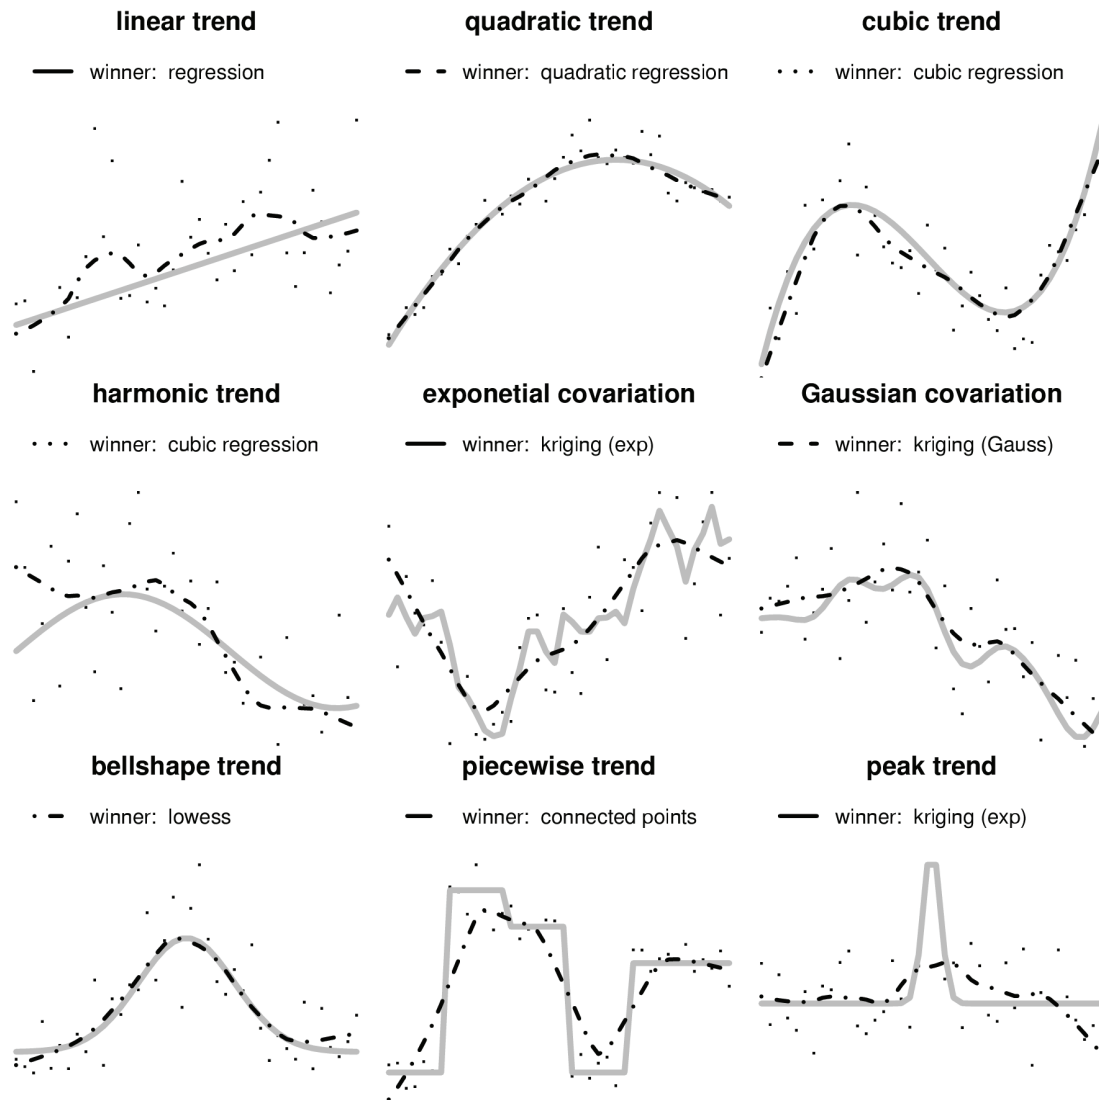 linear trend
winner: regression
quadratic trend
winner: quadratic regression
cubic trend
winner: cubic regression
harmonic trend
winner: cubic regression
exponetial covariation
winner: kriging (exp)
Gaussian covariation
winner: kriging (Gauss)
bellshape trend
winner: lowess
piecewise trend
winner: connected points
peak trend
winner: kriging (exp)